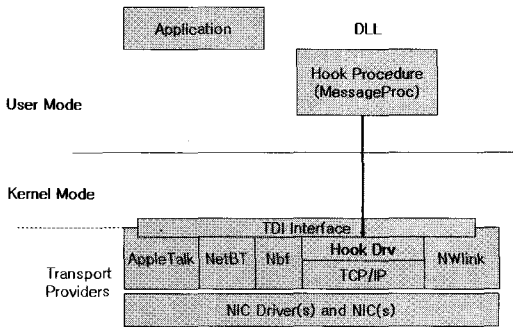 Application
DLL
Hook Procedure
(MessageProc)
User Mode
Kernel Mode
TDI Interface
AppleTalk
NetBT
Nbf
Hook Drv
TCP/IP
NWlink
Transport
Providers
NIC Driver(s) and NIC(s)